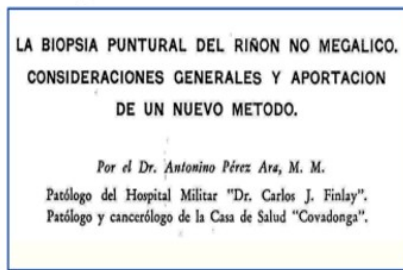 LA BIOPSIA PUNTURAL DEL RIÑON NO MEGALICO.
CONSIDERACIONES GENERALES Y APORTACION
DE UN NUEVO METODO.
Por el Dr. Antonino Pérez Ara, M. M.
Patólogo del Hospital Militar "Dr. Carlos J. Finlay".
Patólogo y cancerólogo de la Casa de Salud "Covadonga".